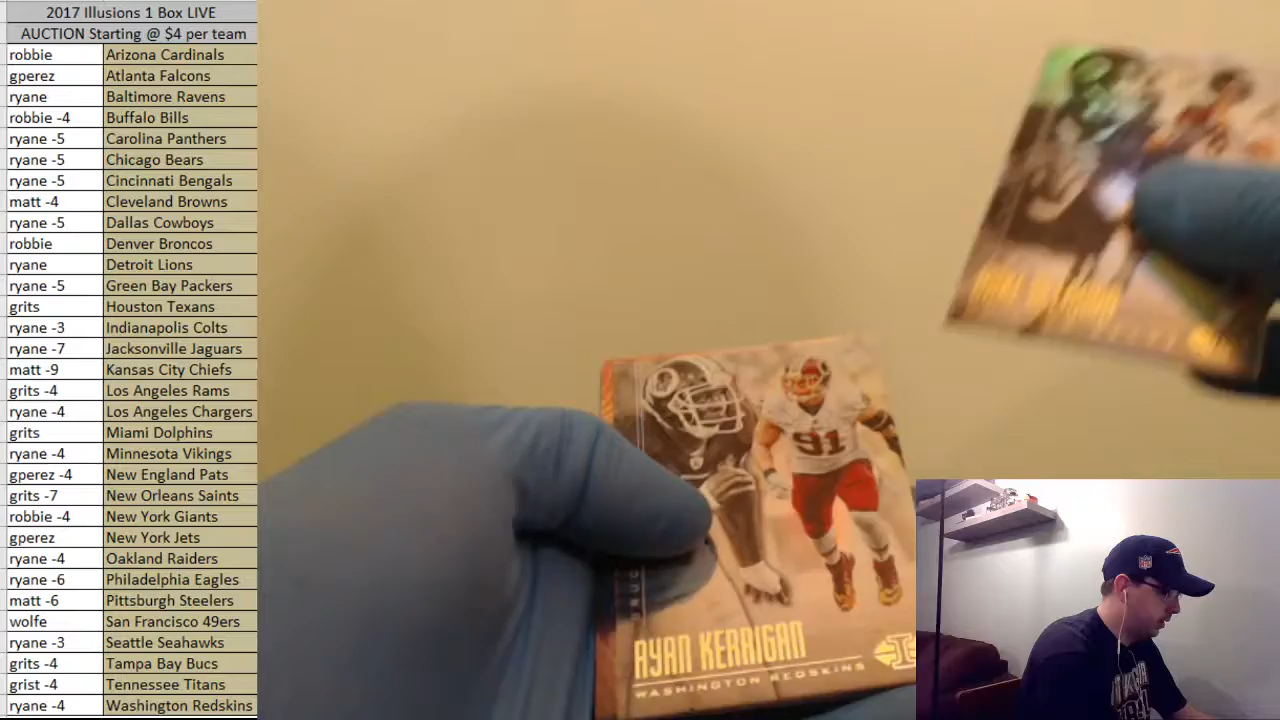 2017 Illusions 1 Box LIVE
AUCTION Starting @ $4 per team
robbie Arizona Cardinals
gperez Atlanta Falcons
ryane Baltimore Ravens
robbie -4 Buffalo Bills
ryane -5 Carolina Panthers
ryane -5 Chicago Bears
ryane -5 Cincinnati Bengals
matt -4 Cleveland Browns
ryane -5 Dallas Cowboys
robbie Denver Broncos
ryane Detroit Lions
ryane -5 Green Bay Packers
grits Houston Texans
ryane -3 Indianapolis Colts
ryane -7 Jacksonville Jaguars
matt -9 Kansas City Chiefs
grits -4 Los Angeles Rams
ryane -4 Los Angeles Chargers
grits Miami Dolphins
ryane -4 Minnesota Vikings
gperez -4 New England Pats
grits -7 New Orleans Saints
robbie -4 New York Giants
gperez New York Jets
ryane -4 Oakland Raiders
ryane -6 Philadelphia Eagles
matt -6 Pittsburgh Steelers
wolfe San Francisco 49ers
ryane -3 Seattle Seahawks
grits -4 Tampa Bay Bucs
grist -4 Tennessee Titans
ryane -4 Washington Redskins
91
RYAN KERRIGAN
WASHINGTON REDSKINS
NFL